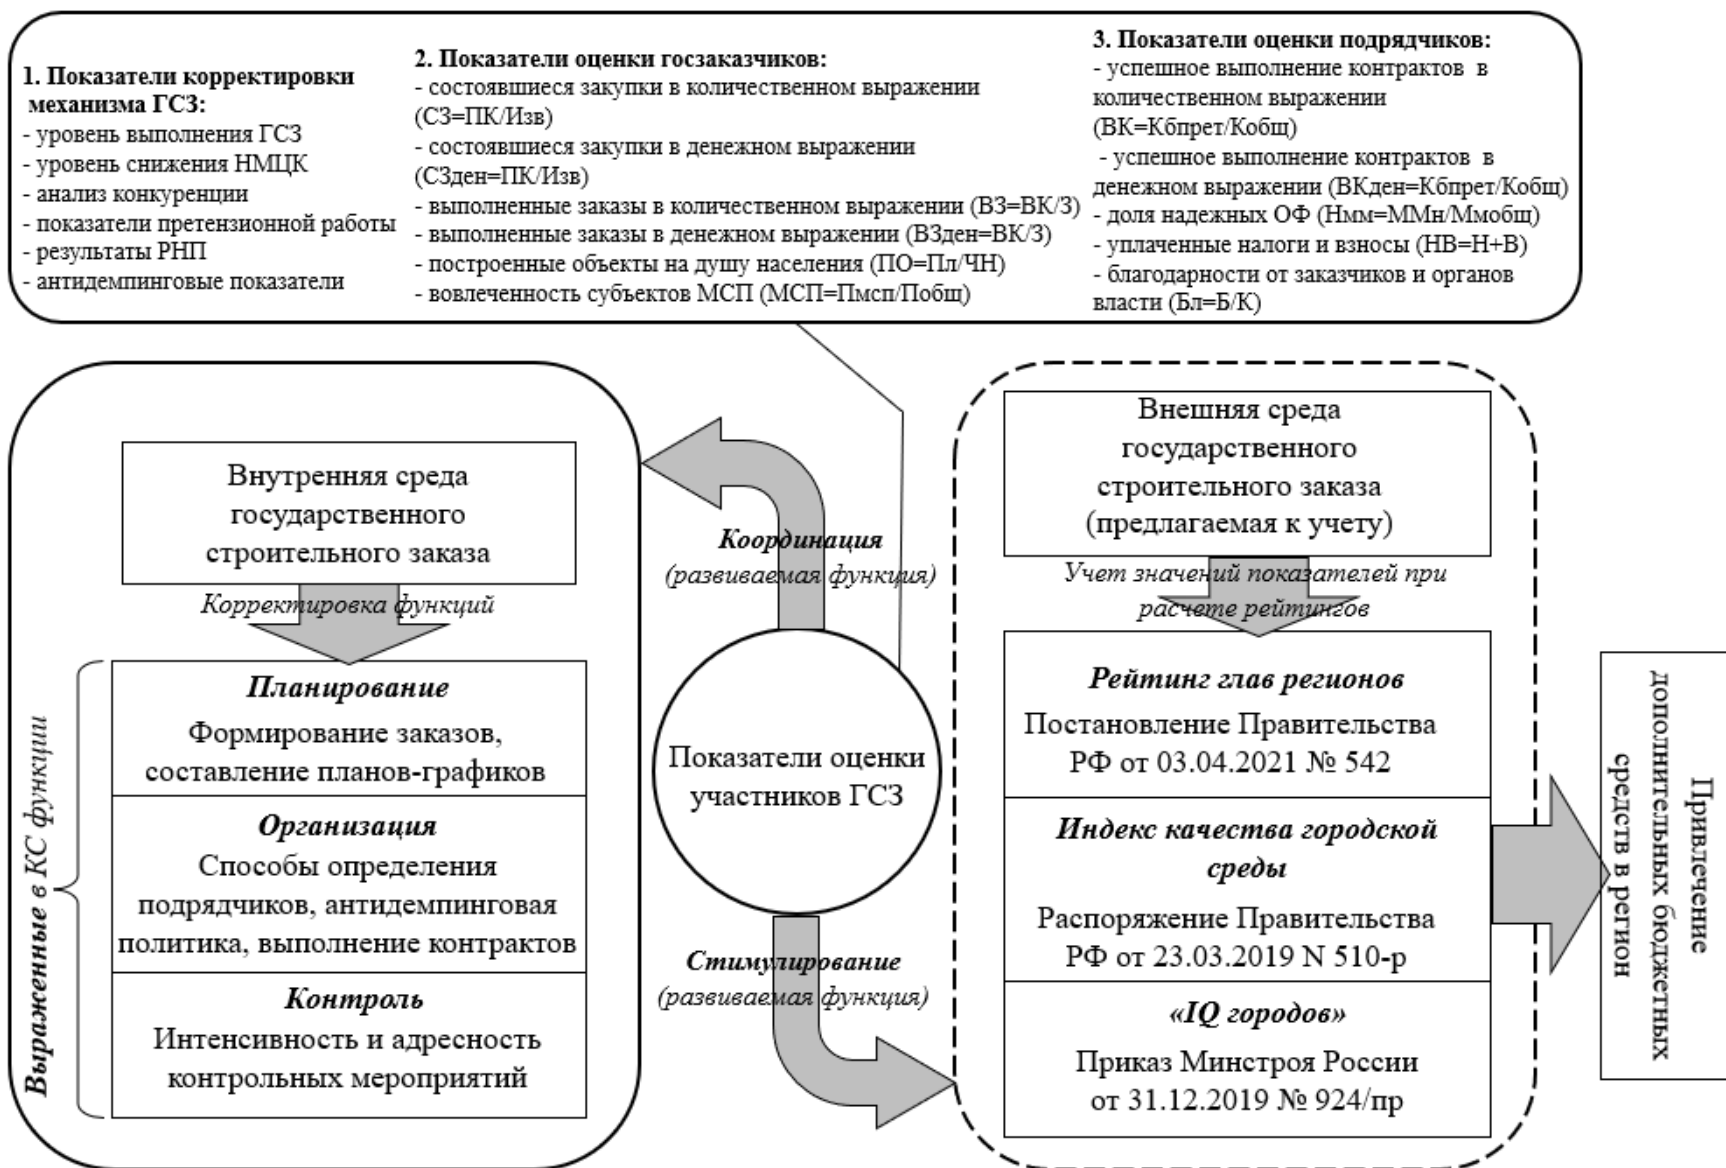 1. Показатели корректировки
механизма ГСЗ:
- уровень выполнения ГСЗ
- уровень снижения НМЦК
- анализ конкуренции
- показатели претензионной работы
- результаты РНП
- антидемпинговые показатели
2. Показатели оценки госзаказчиков:
- состоявшиеся закупки в количественном выражении
(СЗ=ПК/Изв)
- состоявшиеся закупки в денежном выражении
(СЗден=ПК/Изв)
- выполненные заказы в количественном выражении (ВЗ=ВК/З)
- выполненные заказы в денежном выражении (ВЗден=ВК/З)
- построенные объекты на душу населения (ПО=Пл/ЧН)
- вовлеченность субъектов МСП (МСП=Пмсп/Побщ)
3. Показатели оценки подрядчиков:
- успешное выполнение контрактов в
количественном выражении
(ВК=Кбпрет/Кобщ)
- успешное выполнение контрактов в
денежном выражении (ВКден=Кбпрет/Кобщ)
- доля надежных ОФ (Нмм=ММн/Ммобщ)
- уплаченные налоги и взносы (НВ=Н+В)
- благодарности от заказчиков и органов
власти (Бл=Б/К)
Внутренняя среда
государственного
строительного заказа
Корректировка функций
Выраженные в КС функции
Планирование
Формирование заказов,
составление планов-графиков
Организация
Способы определения
подрядчиков, антидемпинговая
политика, выполнение контрактов
Контроль
Интенсивность и адресность
контрольных мероприятий
Координация
(развиваемая функция)
Показатели оценки
участников ГСЗ
Стимулирование
(развиваемая функция)
Внешняя среда
государственного
строительного заказа
(предлагаемая к учету)
Учет значений показателей при
расчете рейтингов
Рейтинг глав регионов
Постановление Правительства
РФ от 03.04.2021 № 542
Индекс качества городской
среды
Распоряжение Правительства
РФ от 23.03.2019 N 510-р
«IQ городов»
Приказ Минстроя России
от 31.12.2019 № 924/пр
Привлечение
дополнительных бюджетных
средств в регион